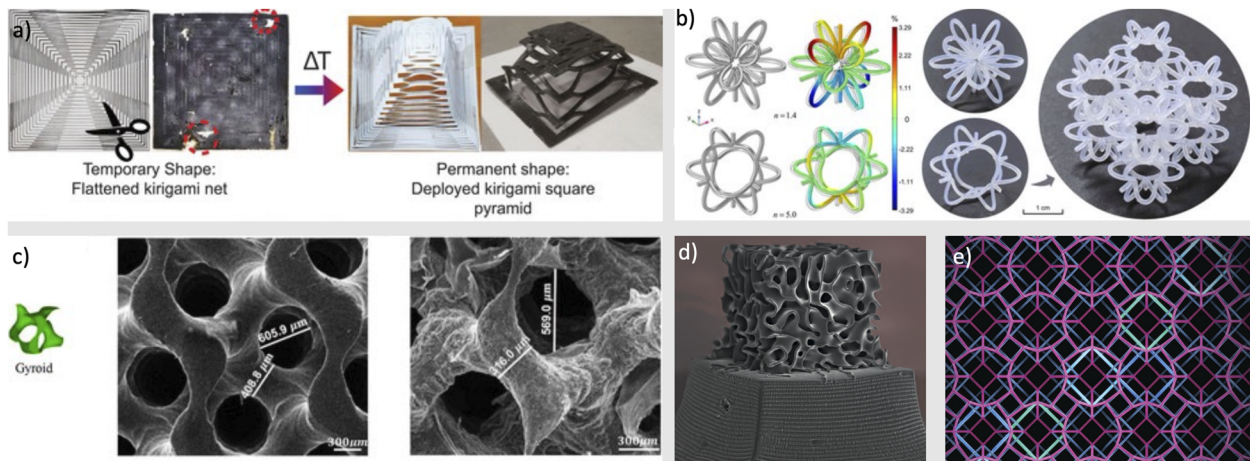 a)
ΔT
Temporary Shape:
Flattened kirigami net
Permanent shape:
Deployed kirigami square
pyramid
b)
n = 1.4
n = 5.0
%
3.29
2.22
1.11
0
-2.22
-1.11
-3.29
1 cm
c)
Gyroid
605.9 μm
408.8 μm
300μm
569.0 μm
316.0 μm
300μm
d)
e)